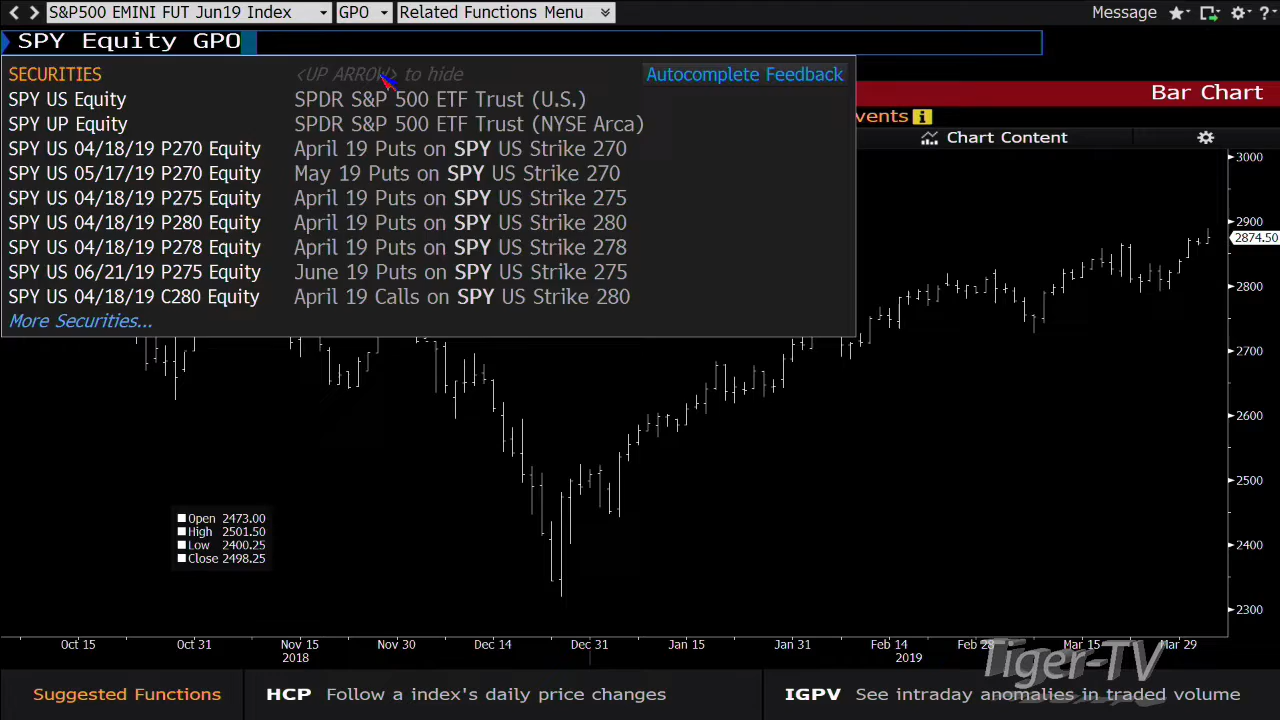 S&P500 EMINI FUT Jun19 Index GPO Related Functions Menu Message ?
SPY Equity GPO
SECURITIES <UP ARROW> to hide Autocomplete Feedback
SPY US Equity SPDR S&P 500 ETF Trust (U.S.)
SPY UP Equity SPDR S&P 500 ETF Trust (NYSE Arca)
SPY US 04/18/19 P270 Equity April 19 Puts on SPY US Strike 270
SPY US 05/17/19 P270 Equity May 19 Puts on SPY US Strike 270
SPY US 04/18/19 P275 Equity April 19 Puts on SPY US Strike 275
SPY US 04/18/19 P280 Equity April 19 Puts on SPY US Strike 280
SPY US 04/18/19 P278 Equity April 19 Puts on SPY US Strike 278
SPY US 06/21/19 P275 Equity June 19 Puts on SPY US Strike 275
SPY US 04/18/19 C280 Equity April 19 Calls on SPY US Strike 280
More Securities...
Bar Chart
vents i
Chart Content
3000
2900
2874.50
2800
2700
2600
2500
2400
2300
Open 2473.00
High 2501.50
Low 2400.25
Close 2498.25
Oct 15 Oct 31 Nov 15 Nov 30 Dec 14 Dec 31 Jan 15 Jan 31 Feb 14 Feb 28 Mar 15 Mar 29
2018 2019
Tiger-TV
Suggested Functions HCP Follow a index's daily price changes IGPV See intraday anomalies in traded volume